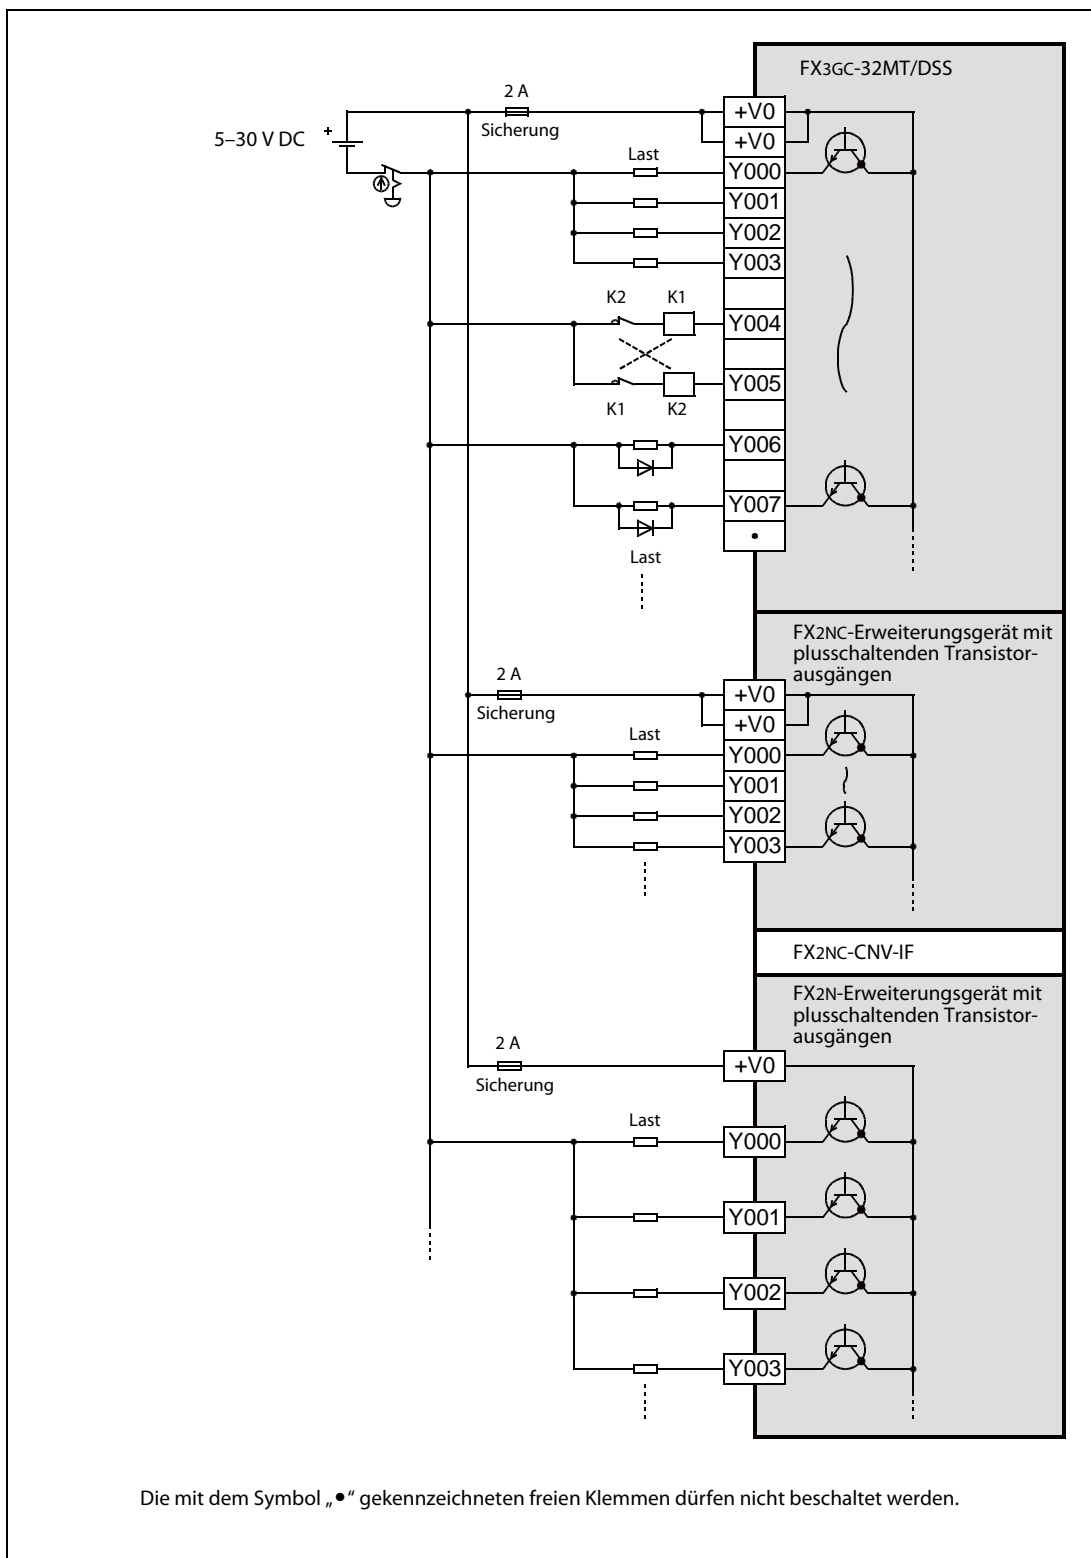 FX3GC-32MT/DSS
2 A
Sicherung
+V0
+V0
5–30 V DC
+
Last
Y000
Y001
Y002
Y003
K2 K1
Y004
Y005
K1 K2
Y006
Y007
•
Last
FX2NC-Erweiterungsgerät mit
plusschaltenden Transistor-
ausgängen
2 A
Sicherung
+V0
+V0
Last
Y000
Y001
Y002
Y003
FX2NC-CNV-IF
FX2N-Erweiterungsgerät mit
plusschaltenden Transistor-
ausgängen
2 A
Sicherung
+V0
Last
Y000
Y001
Y002
Y003
Die mit dem Symbol „•“ gekennzeichneten freien Klemmen dürfen nicht beschaltet werden.